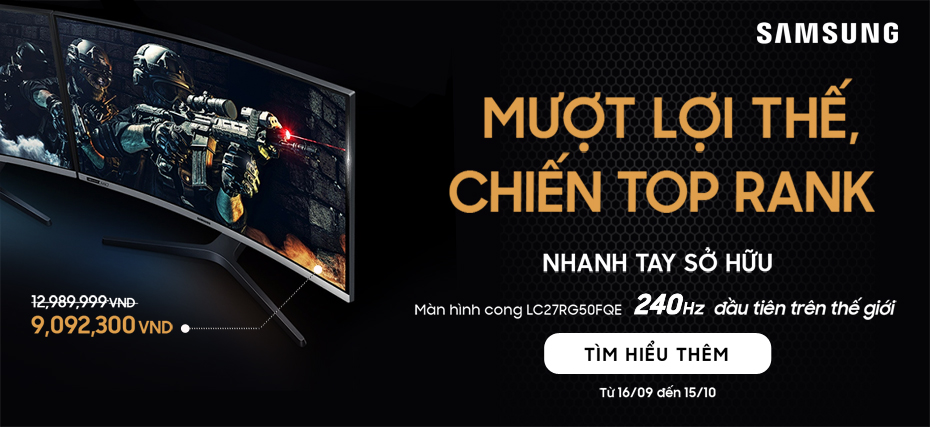 SAMSUNG
MƯỢT LỢI THẾ,
CHIẾN TOP RANK
NHANH TAY SỞ HỮU
Màn hình cong LC27RG50FQE 240Hz đầu tiên trên thế giới
TÌM HIỂU THÊM
Từ 16/09 đến 15/10
12,989,999 VND
9,092,300 VND
SAMSUNG